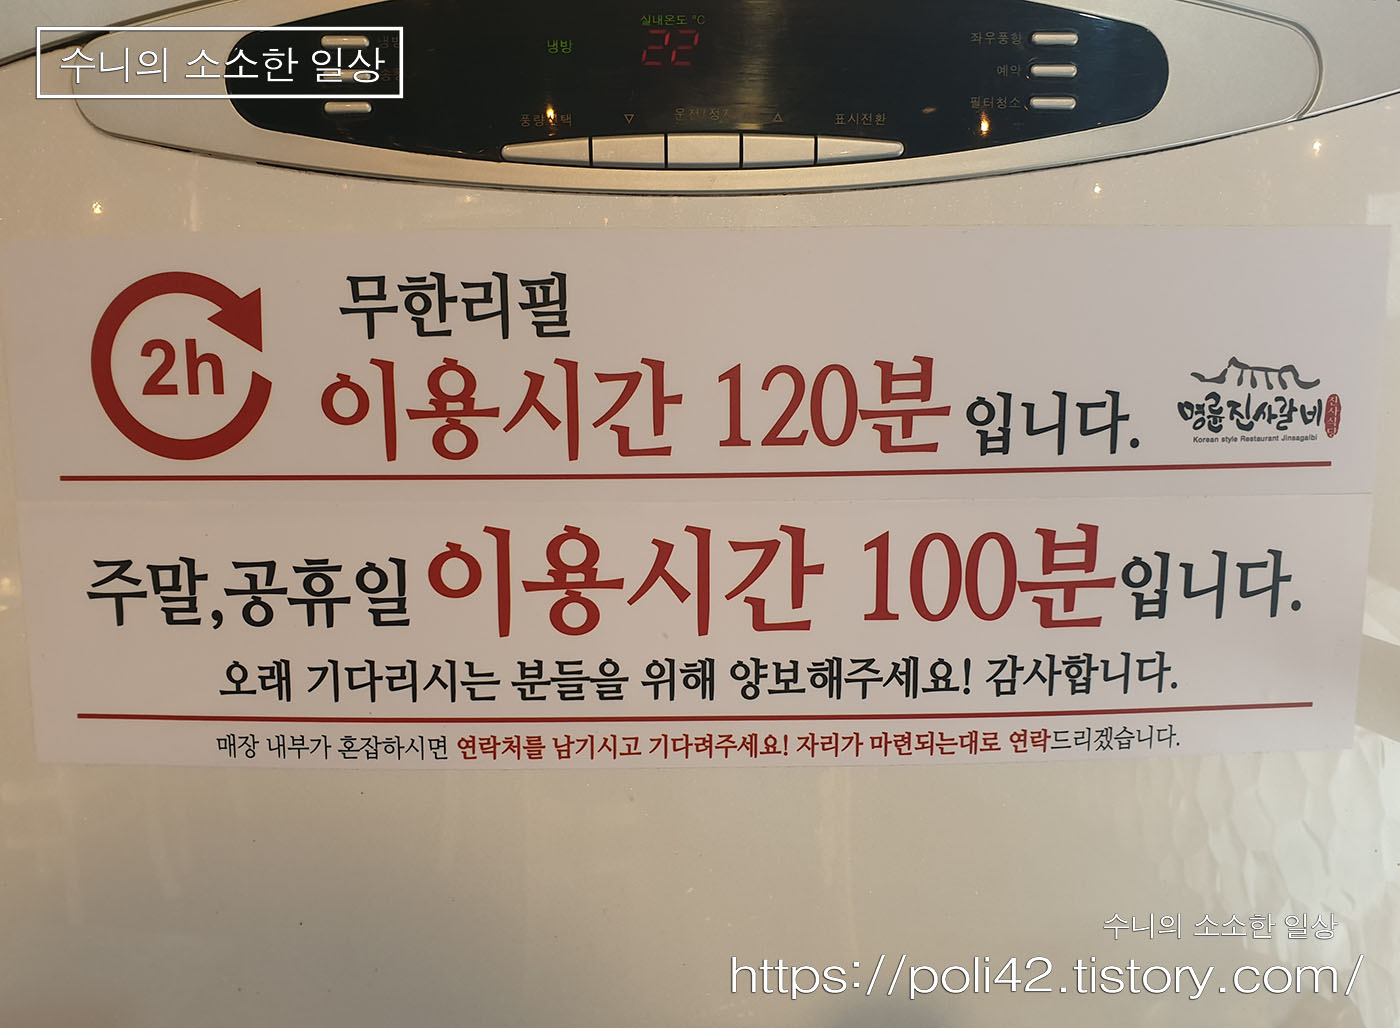 수니의 소소한 일상
실내온도 °C
냉방
22
좌우풍향
예약
필터청소
▽
△
표시전환
2h
무한리필
이용시간 120분 입니다.
명륜진사갈비
Korean style Restaurant Jinsagalbi
주말,공휴일 이용시간 100분입니다.
오래 기다리시는 분들을 위해 양보해주세요! 감사합니다.
매장 내부가 혼잡하시면 연락처를 남기시고 기다려주세요! 자리가 마련되는대로 연락드리겠습니다.
수니의 소소한 일상
https://poli42.tistory.com/